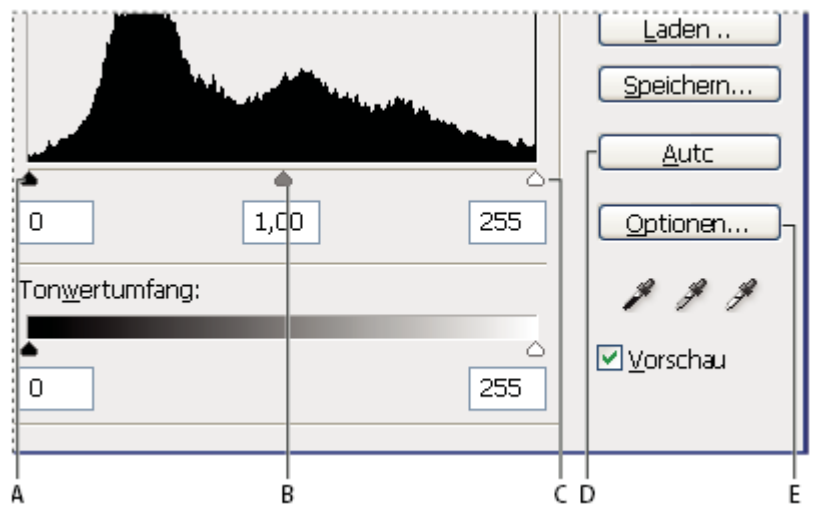 Laden ..
Speichern...
Autc
0 1,00 255
Optionen...
Tonwertumfang:
Vorschau
0 255
A B C D E